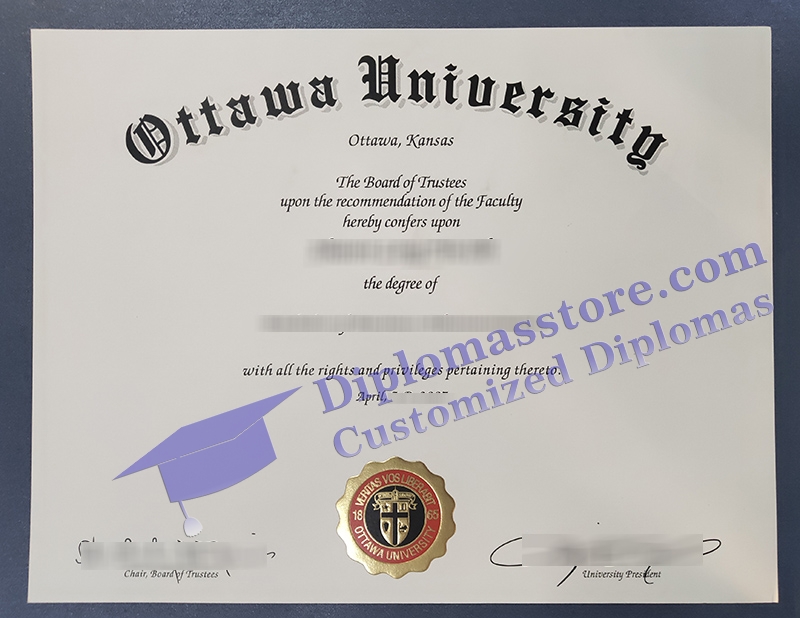 Ottawa University
Ottawa, Kansas
The Board of Trustees
upon the recommendation of the Faculty
hereby confers upon
the degree of
with all the rights and privileges pertaining thereto.
April
Diplomasstore.com
Customized Diplomas
VERITAS VOS LIBERABIT
1865
OTTAWA UNIVERSITY
Chair, Board of Trustees
University President